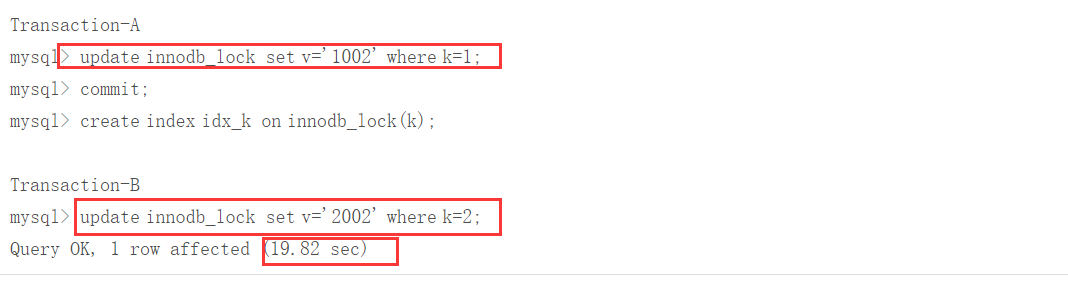 Transaction-A
mysql> update innodb_lock set v='1002' where k=1;
mysql> commit;
mysql> create index idx_k on innodb_lock(k);
Transaction-B
mysql> update innodb_lock set v='2002' where k=2;
Query OK, 1 row affected (19.82 sec)